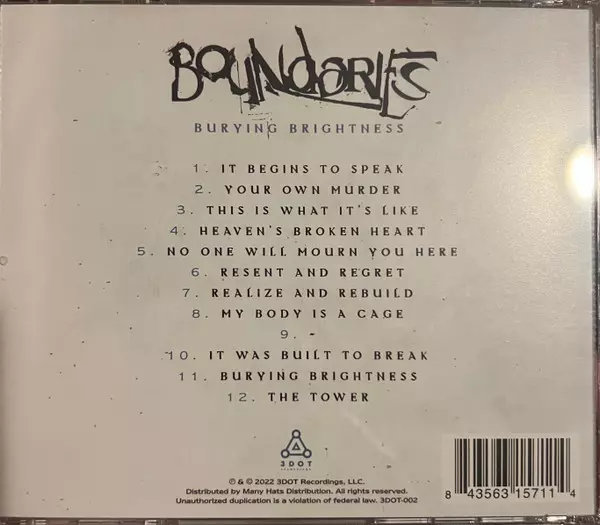 BOUNDARIES
BURYING BRIGHTNESS
1. IT BEGINS TO SPEAK
2. YOUR OWN MURDER
3. THIS IS WHAT IT'S LIKE
4. HEAVEN'S BROKEN HEART
5. NO ONE WILL MOURN YOU HERE
6. RESENT AND REGRET
7. REALIZE AND REBUILD
8. MY BODY IS A CAGE
9. -
10. IT WAS BUILT TO BREAK
11. BURYING BRIGHTNESS
12. THE TOWER
3DOT
RECORDINGS
℗ & © 2022 3DOT Recordings, LLC.
Distributed by Many Hats Distribution. All rights reserved.
Unauthorized duplication is a violation of federal law. 3DOT-002
8 43563 15711 4